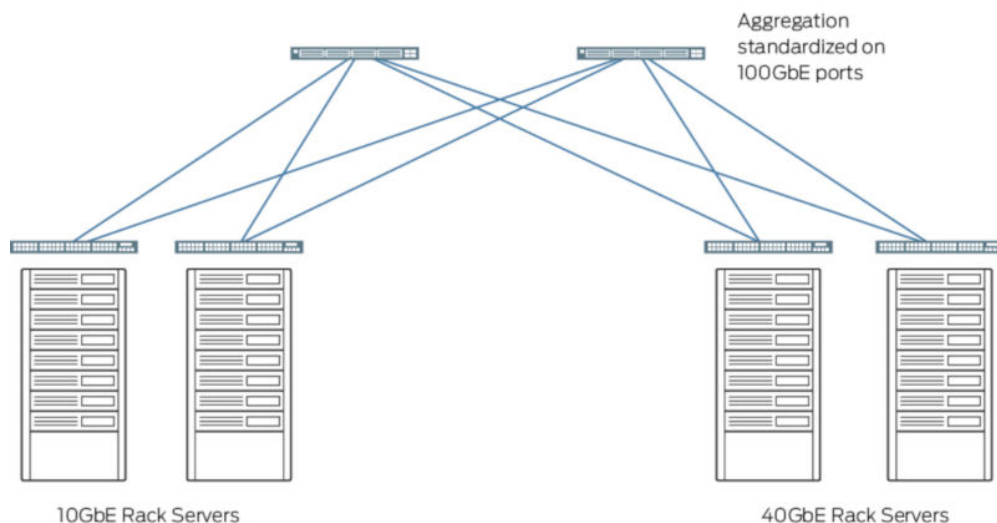 Aggregation
standardized on
100GbE ports
10GbE Rack Servers
40GbE Rack Servers